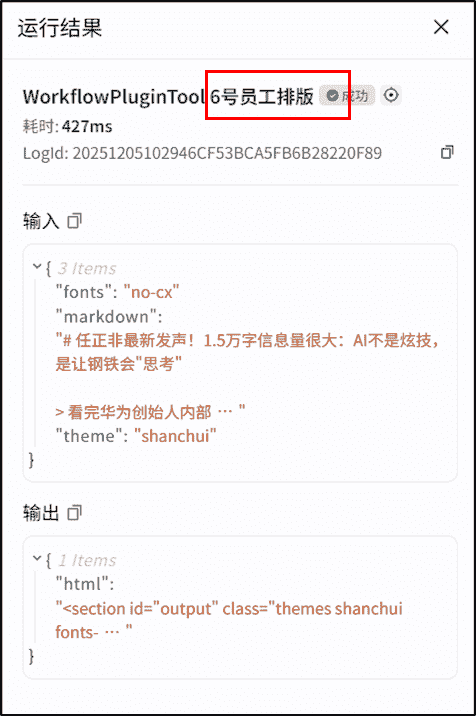 运行结果
WorkflowPluginTool 6号员工排版 成功
耗时: 427ms
LogId: 20251205102946CF53BCA5FB6B28220F89
输入
{ 3 Items
"fonts": "no-cx"
"markdown":
"# 任正非最新发声！1.5万字信息量很大：AI不是炫技，
是让钢铁会"思考"
> 看完华为创始人内部 ··· "
"theme": "shanchui"
}
输出
{ 1 Items
"html":
"<section id="output" class="themes shanchui
fonts- ··· "
}